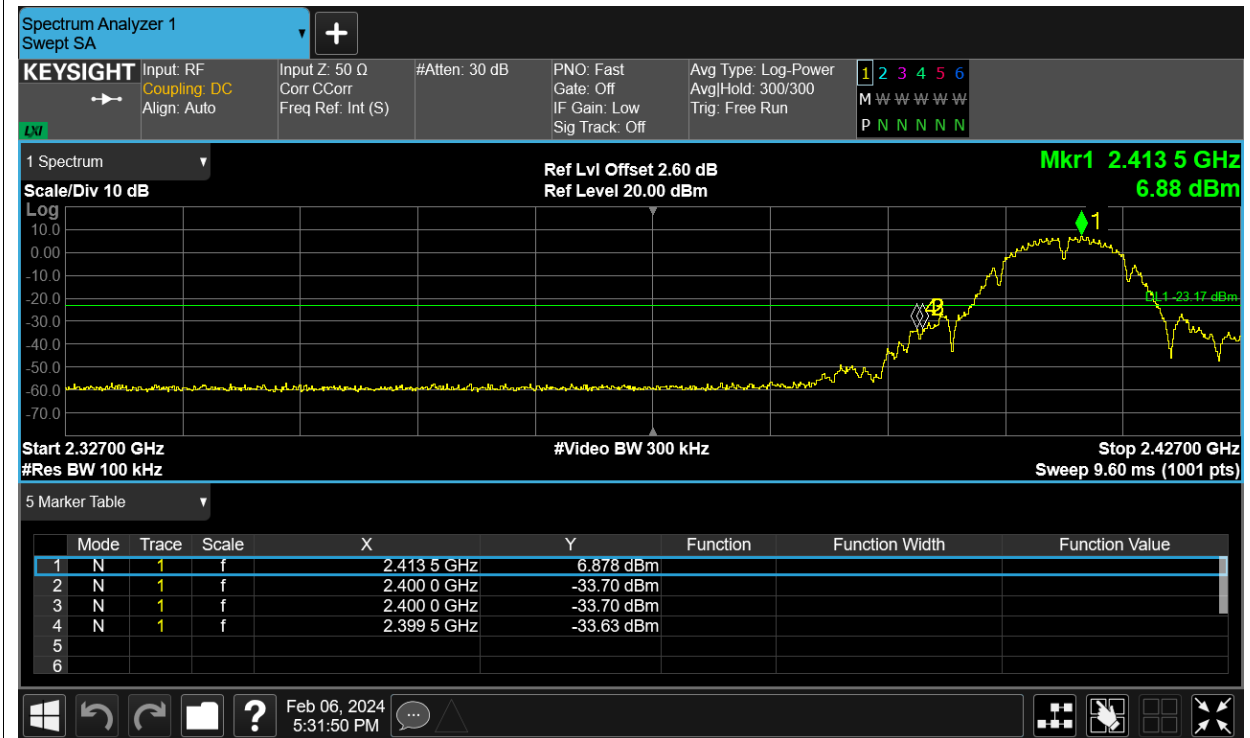 Spectrum Analyzer 1
Swept SA
KEYSIGHT
LXI
Input: RF
Coupling: DC
Align: Auto
Input Z: 50 Ω
Corr CCorr
Freq Ref: Int (S)
#Atten: 30 dB
PNO: Fast
Gate: Off
IF Gain: Low
Sig Track: Off
Avg Type: Log-Power
Avg|Hold: 300/300
Trig: Free Run
1 2 3 4 5 6
M W W W W W
P N N N N N
1 Spectrum
Scale/Div 10 dB
Ref Lvl Offset 2.60 dB
Ref Level 20.00 dBm
Mkr1 2.413 5 GHz
6.88 dBm
Log
10.0
0.00
-10.0
-20.0
-30.0
-40.0
-50.0
-60.0
-70.0
1
DL1 -23.17 dBm
Start 2.32700 GHz
#Res BW 100 kHz
#Video BW 300 kHz
Stop 2.42700 GHz
Sweep 9.60 ms (1001 pts)
5 Marker Table
Mode Trace Scale X Y Function Function Width Function Value
1 N 1 f 2.413 5 GHz 6.878 dBm
2 N 1 f 2.400 0 GHz -33.70 dBm
3 N 1 f 2.400 0 GHz -33.70 dBm
4 N 1 f 2.399 5 GHz -33.63 dBm
5
6
?
Feb 06, 2024
5:31:50 PM